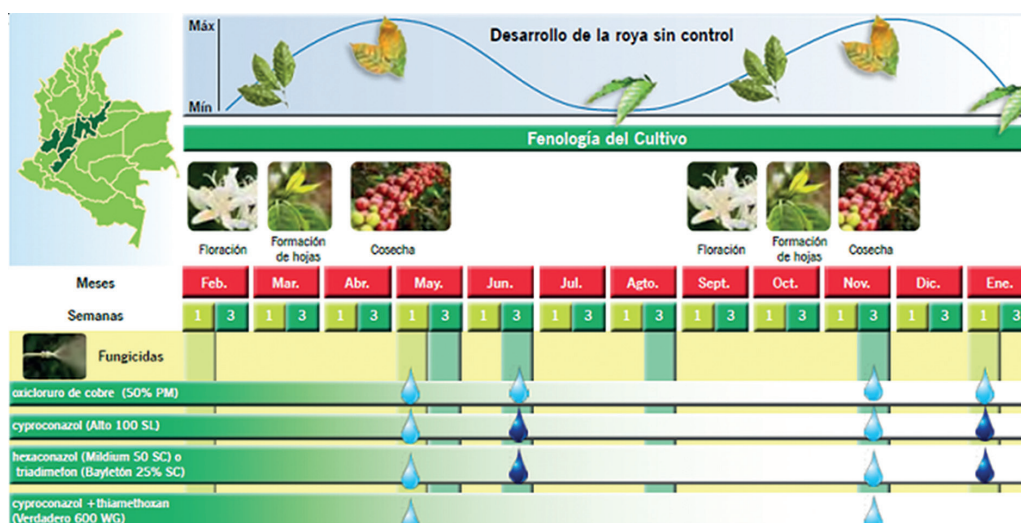 Máx
Desarrollo de la roya sin control
Mín
Fenología del Cultivo
Floración
Formación
de hojas
Cosecha
Floración
Formación
de hojas
Cosecha
Meses
Feb. Mar. Abr. May. Jun. Jul. Agto. Sept. Oct. Nov. Dic. Ene.
Semanas
1 3 1 3 1 3 1 3 1 3 1 3 1 3 1 3 1 3 1 3 1 3 1 3
Fungicidas
oxicloruro de cobre (50% PM)
cyproconazol (Alto 100 SL)
hexaconazol (Mildium 50 SC) o
triadimefon (Bayletón 25% SC)
cyproconazol +thiamethoxan
(Verdadero 600 WG)